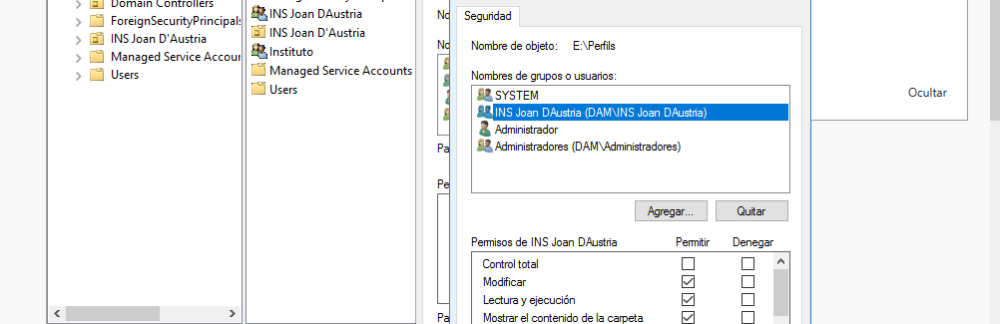 Domain Controllers
ForeignSecurityPrincipals
INS Joan D'Austria
Managed Service Accounts
Users
INS Joan DAustria
INS Joan D'Austria
Instituto
Managed Service Accounts
Users
No
No
Pa
Pe
Pa
Seguridad
Nombre de objeto: E:\Perfils
Nombres de grupos o usuarios:
SYSTEM
INS Joan DAustria (DAM\INS Joan DAustria)
Administrador
Administradores (DAM\Administradores)
Agregar... Quitar
Permisos de INS Joan DAustria Permitir Denegar
Control total
Modificar
Lectura y ejecución
Mostrar el contenido de la carpeta
Ocultar